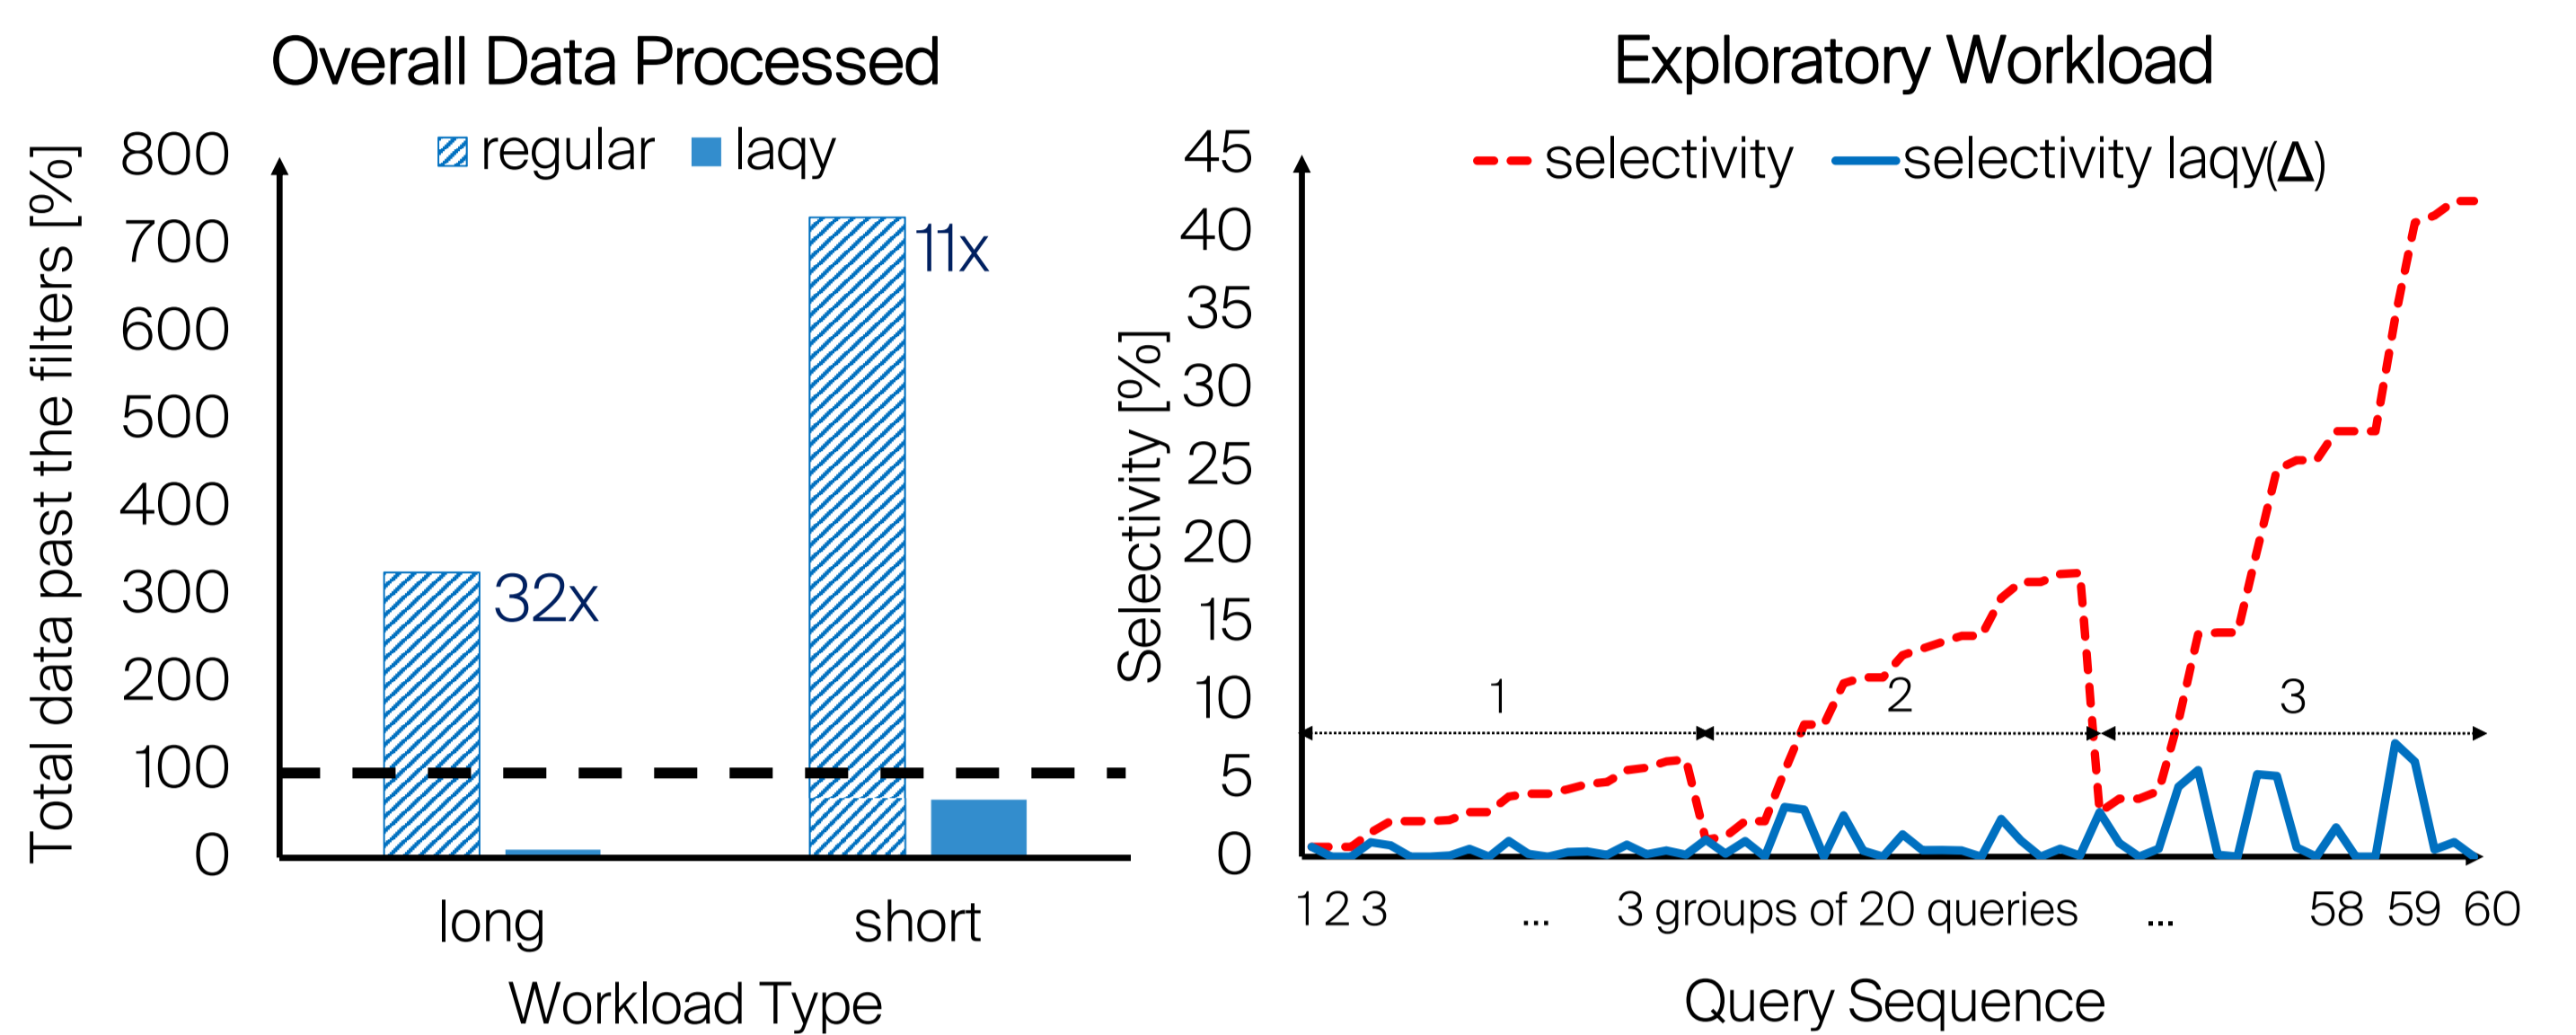 Overall Data Processed
regular
laqy
Total data past the filters [%]
800
700
600
500
400
300
200
100
0
32x
11x
long
short
Workload Type
Exploratory Workload
selectivity
selectivity laqy(Δ)
Selectivity [%]
45
40
35
30
25
20
15
10
5
0
1
2
3
1 2 3 ... 3 groups of 20 queries ... 58 59 60
Query Sequence